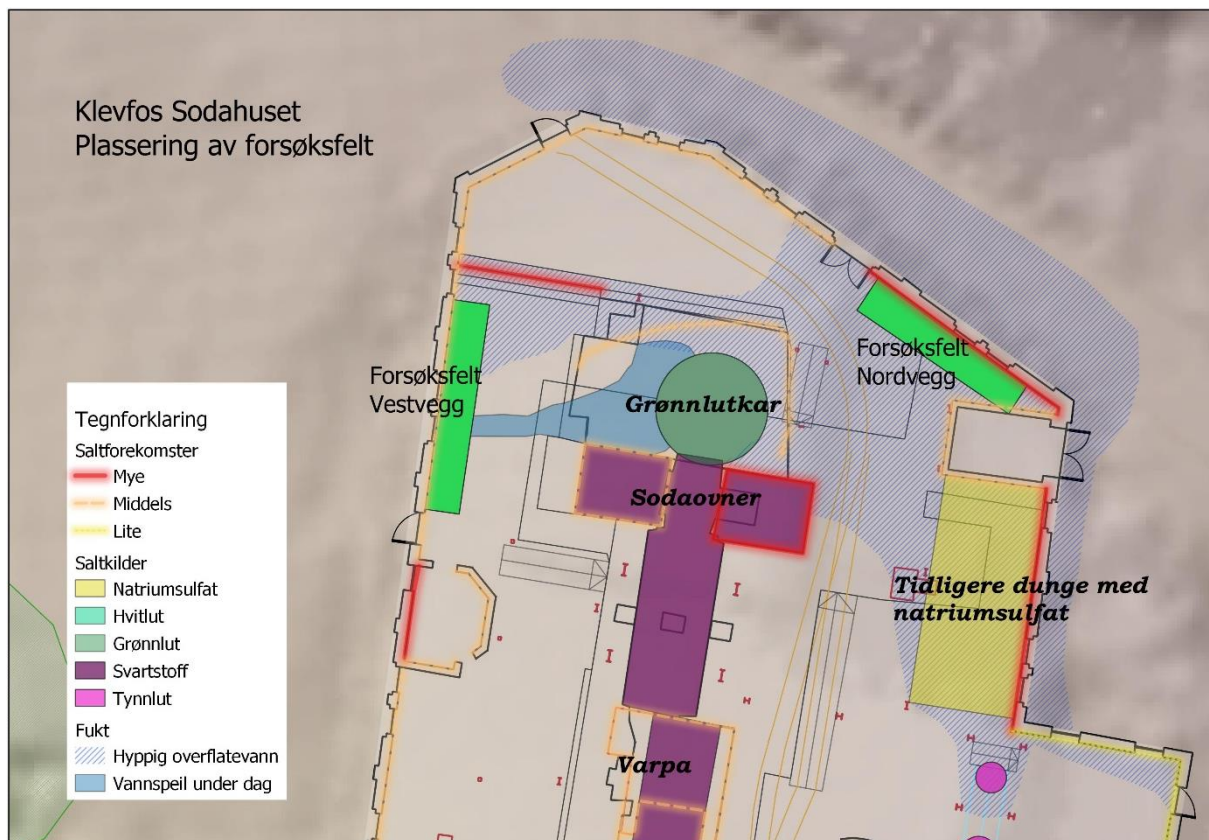 Klevfos Sodahuset
Plassering av forsøksfelt
Forsøksfelt
Vestvegg
Forsøksfelt
Nordvegg
Grønnlutkar
Sodaovner
Tidligere dunge med
natriumsulfat
Varpa
Tegnforklaring
Saltforekomster
Mye
Middels
Lite
Saltkilder
Natriumsulfat
Hvitlut
Grønnlut
Svartstoff
Tynnlut
Fukt
Hyppig overflatevann
Vannspeil under dag